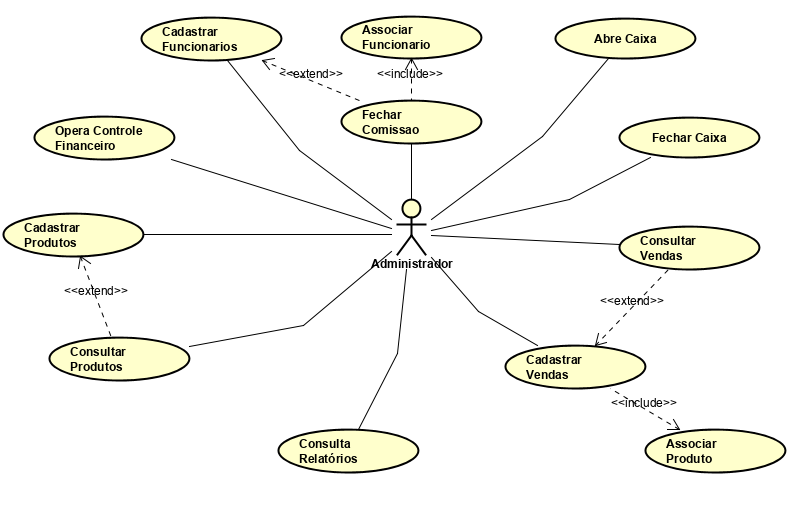 Cadastrar
Funcionarios
Associar
Funcionario
Abre Caixa
<<extend>>
<<include>>
Fechar
Comissao
Opera Controle
Financeiro
Fechar Caixa
Cadastrar
Produtos
Administrador
Consultar
Vendas
<<extend>>
<<extend>>
Consultar
Produtos
Cadastrar
Vendas
<<include>>
Consulta
Relatórios
Associar
Produto